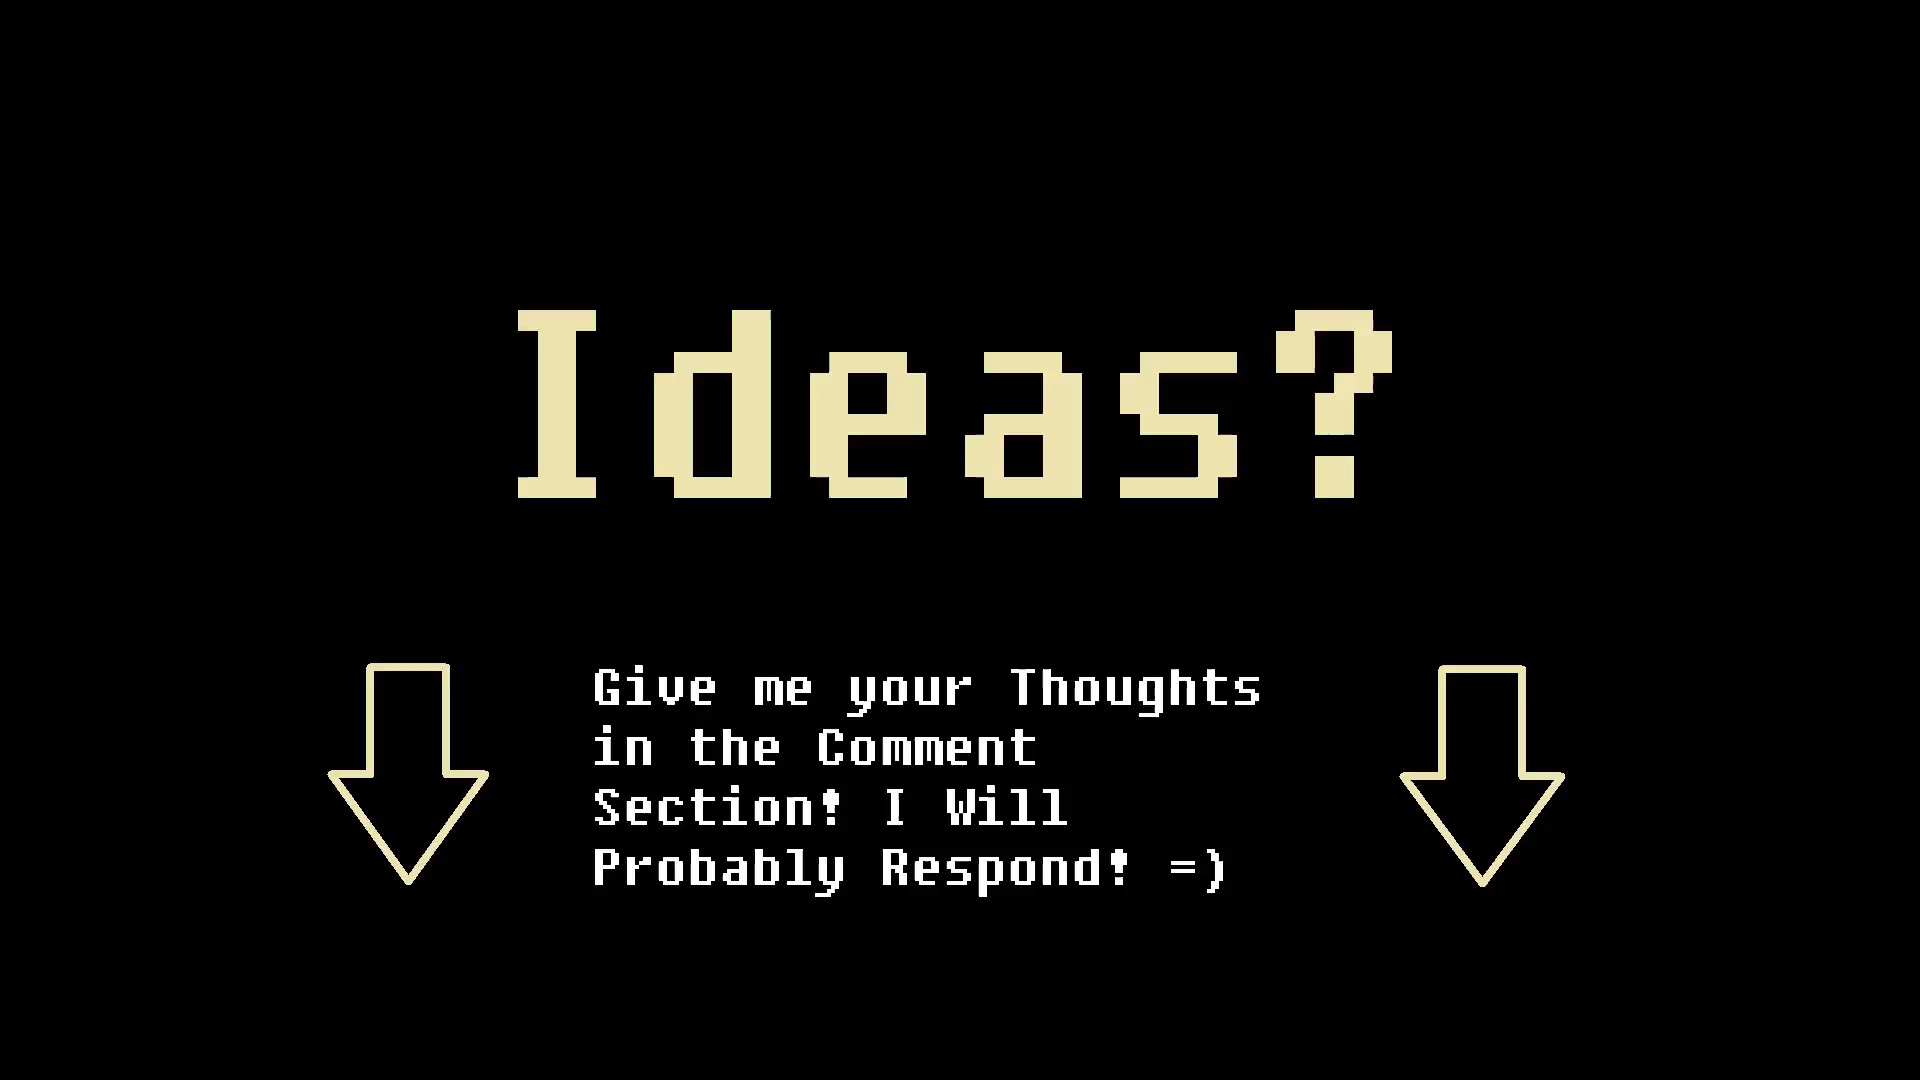 Ideas?
Give me your Thoughts
in the Comment
Section! I Will
Probably Respond! =)